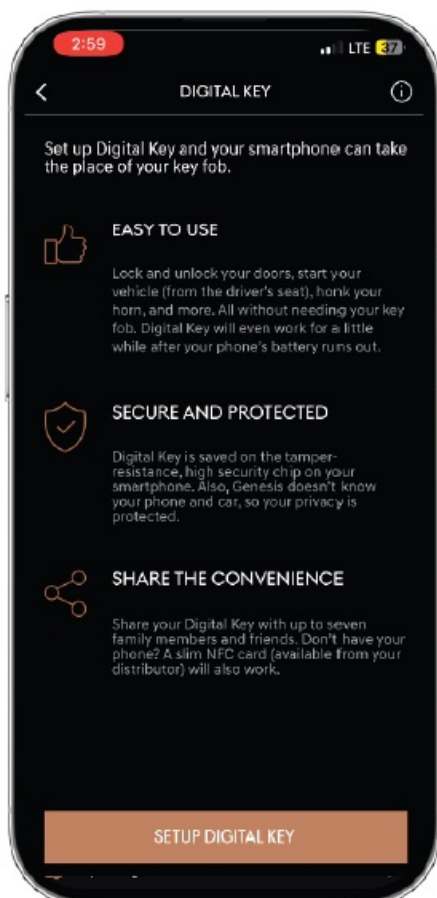 2:59
LTE 37
DIGITAL KEY
Set up Digital Key and your smartphone can take
the place of your key fob.
EASY TO USE
Lock and unlock your doors, start your
vehicle (from the driver's seat), honk your
horn, and more. All without needing your key
fob. Digital Key will even work for a little
while after your phone's battery runs out.
SECURE AND PROTECTED
Digital Key is saved on the tamper-
resistance, high security chip on your
smartphone. Also, Genesis doesn't know
your phone and car, so your privacy is
protected.
SHARE THE CONVENIENCE
Share your Digital Key with up to seven
family members and friends. Don't have your
phone? A slim NFC card (available from your
distributor) will also work.
SETUP DIGITAL KEY